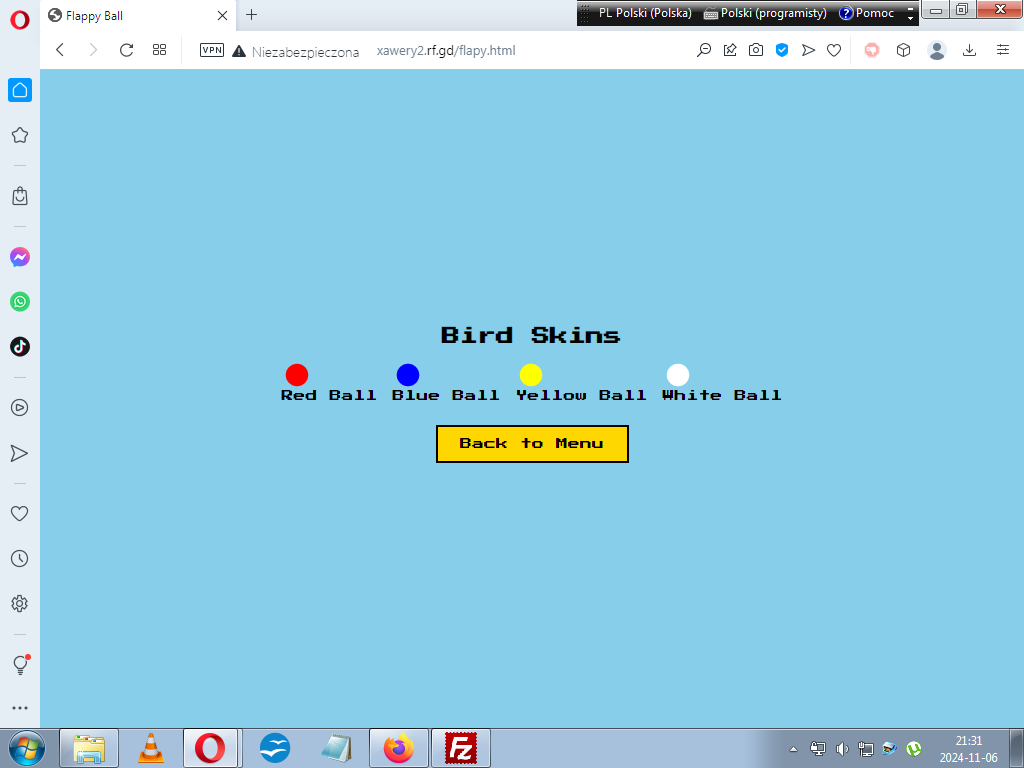 Flappy Ball
PL Polski (Polska) Polski (programisty) ? Pomoc
VPN Niezabezpieczona xawery2.rf.gd/flapy.html
Bird Skins
Red Ball Blue Ball Yellow Ball White Ball
Back to Menu
Fz
21:31
2024-11-06